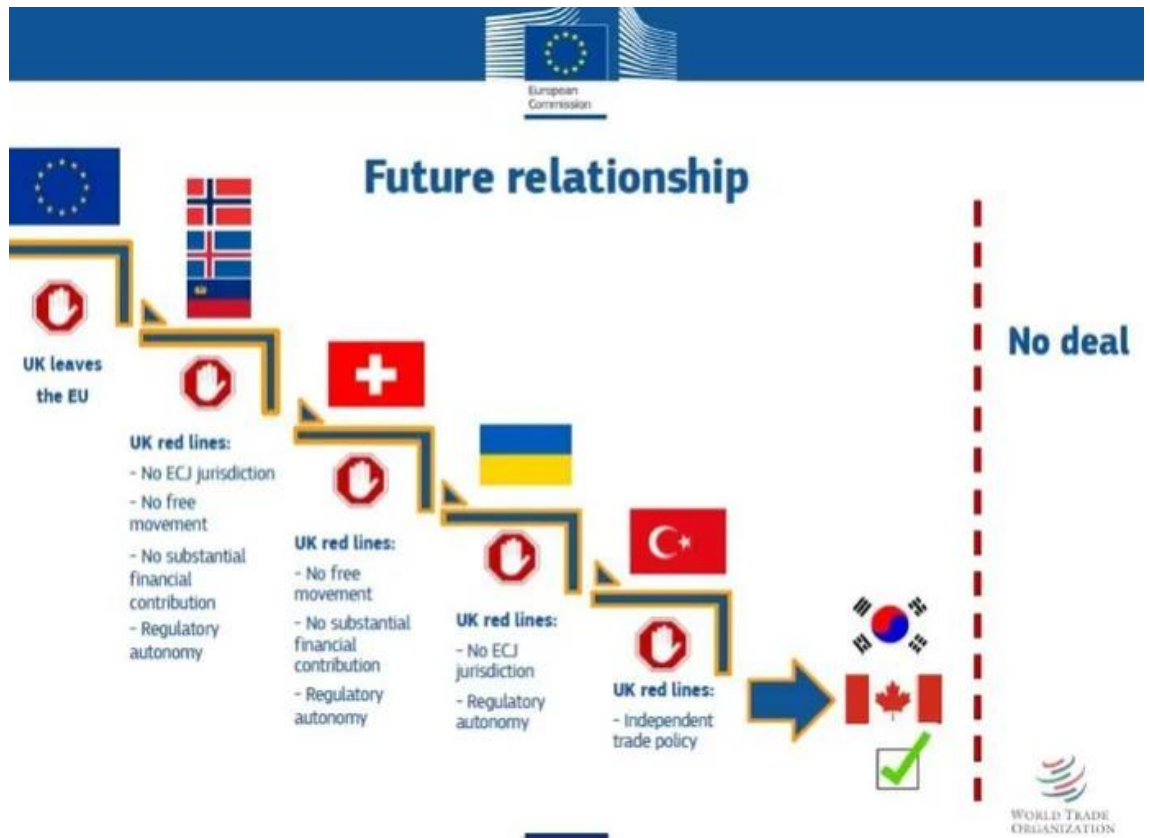 European
Commission
Future relationship
UK leaves
the EU
UK red lines:
- No ECJ jurisdiction
- No free
movement
- No substantial
financial
contribution
- Regulatory
autonomy
UK red lines:
- No free
movement
- No substantial
financial
contribution
- Regulatory
autonomy
UK red lines:
- No ECJ
jurisdiction
- Regulatory
autonomy
UK red lines:
- Independent
trade policy
No deal
WORLD TRADE
ORGANIZATION